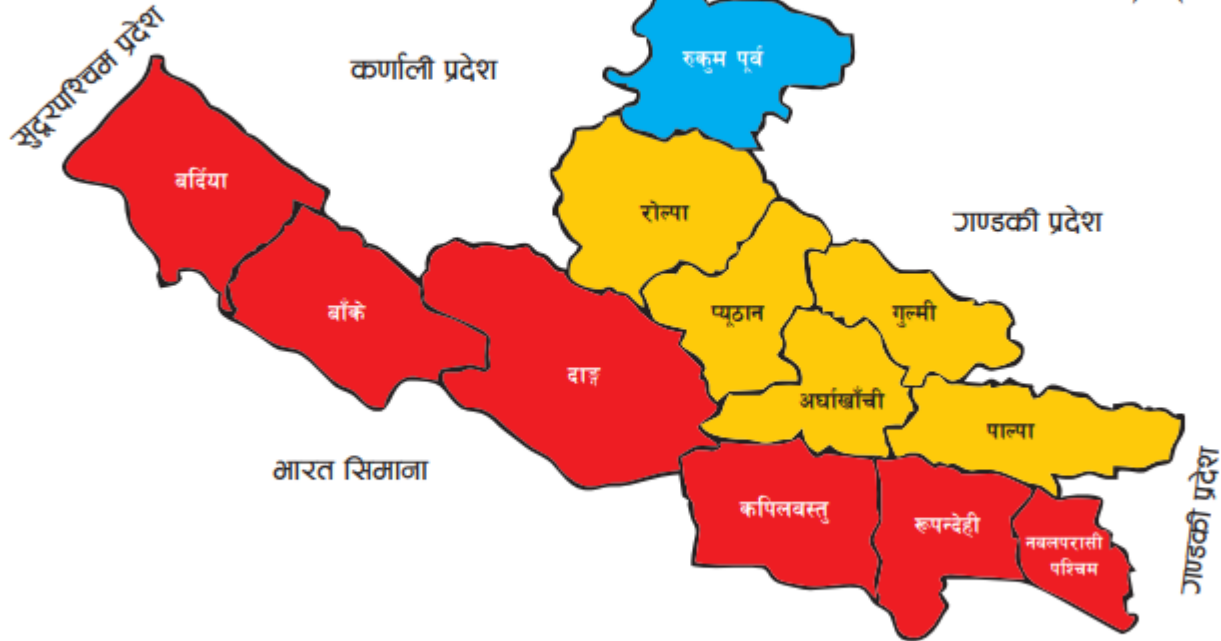 सुदूरपश्चिम प्रदेश
कर्णाली प्रदेश
रुकुम पूर्व
बर्दिया
रोल्पा
गण्डकी प्रदेश
बाँके
प्यूठान
गुल्मी
दाङ्ग
अर्घाखाँची
पाल्पा
भारत सिमाना
कपिलवस्तु
रूपन्देही
नवलपरासी
पश्चिम
गण्डकी प्रदेश